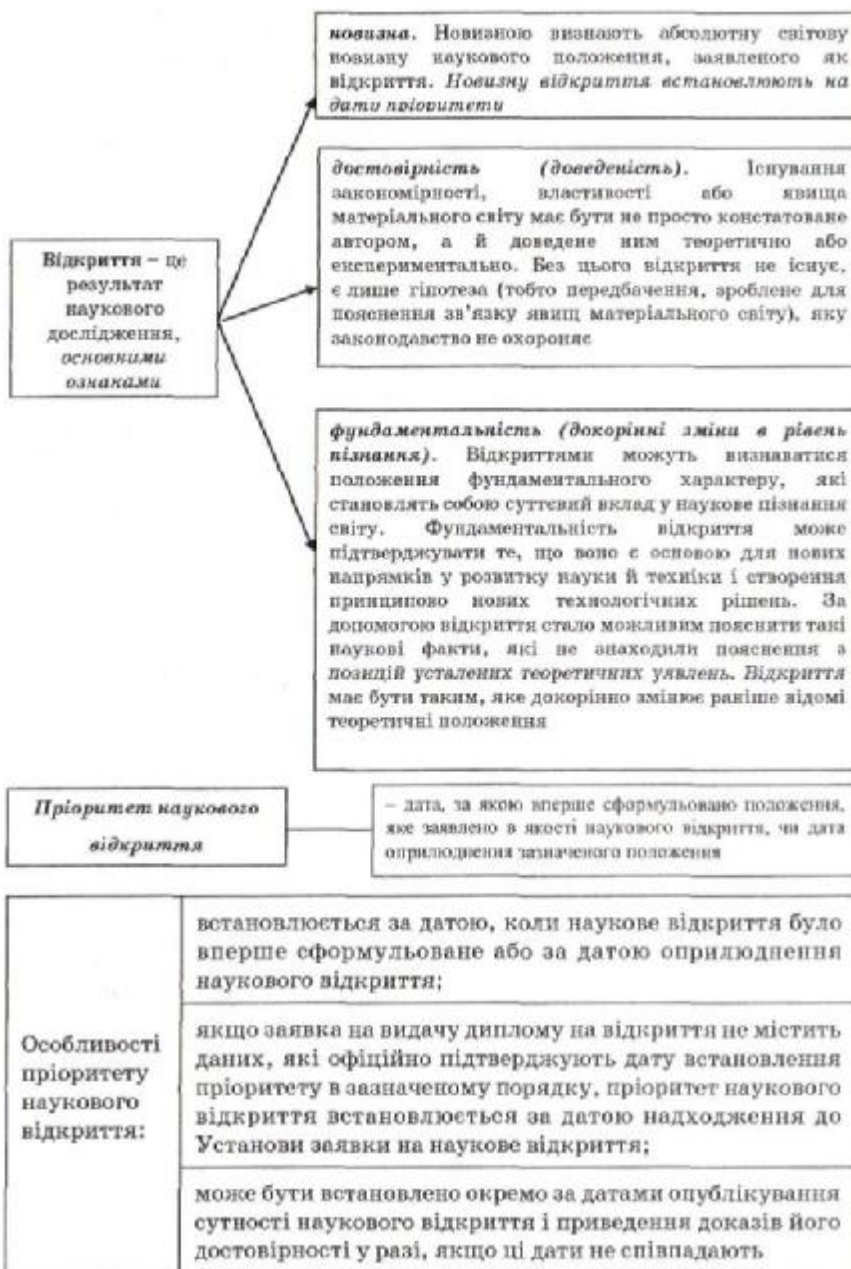 новизна. Новизною визнають абсолютну світову
новизну наукового положення, заявленого як
відкриття. Новизну відкриття встановлюють на
дату пріоритети
достовірність (доведеність). Існування
закономірності, властивості або явища
матеріального світу має бути не просто констатоване
автором, а й доведене ним теоретично або
експериментально. Без цього відкриття не існує,
є лише гіпотеза (тобто передбачення, зроблене для
пояснення зв’язку явищ матеріального світу), яку
законодавство не охороняє
Відкриття – це
результат
наукового
дослідження,
основними
ознаками
фундаментальність (докорінні зміни в рівень
пізнання). Відкриттями можуть визнаватися
положення фундаментального характеру, які
становлять собою суттєвий вклад у наукове пізнання
світу. Фундаментальність відкриття може
підтверджувати те, що воно є основою для нових
напрямків у розвитку науки й техніки і створення
принципово нових технологічних рішень. За
допомогою відкриття стало можливим пояснити такі
наукові факти, які не знаходили пояснення з
позицій усталених теоретичних уявлень. Відкриття
має бути таким, яке докорінно змінює раніше відомі
теоретичні положення
Пріоритет наукового
відкриття
– дата, за якою вперше сформульовано положення,
яке заявлено в якості наукового відкриття, чи дата
оприлюднення зазначеного положення
Особливості
пріоритету
наукового
відкриття:
встановлюється за датою, коли наукове відкриття було
вперше сформульоване або за датою оприлюднення
наукового відкриття;
якщо заявка на видачу диплому на відкриття не містить
даних, які офіційно підтверджують дату встановлення
пріоритету в зазначеному порядку, пріоритет наукового
відкриття встановлюється за датою надходження до
Установи заявки на наукове відкриття;
може бути встановлено окремо за датами опублікування
сутності наукового відкриття і приведення доказів його
достовірності у разі, якщо ці дати не співпадають